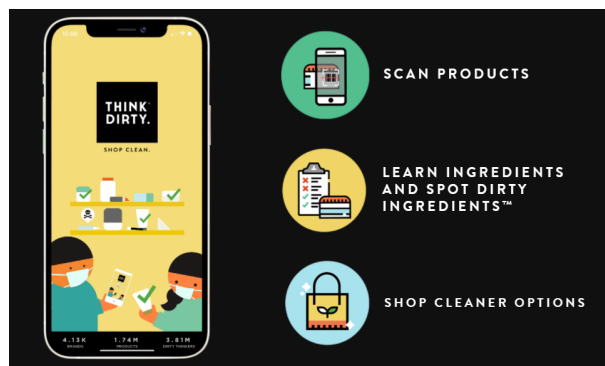 THINK
DIRTY.
SHOP CLEAN.
4.13K
BRANDS
1.74M
PRODUCTS
3.81M
DIRTY THINKERS
SCAN PRODUCTS
LEARN INGREDIENTS
AND SPOT DIRTY
INGREDIENTS™
SHOP CLEANER OPTIONS